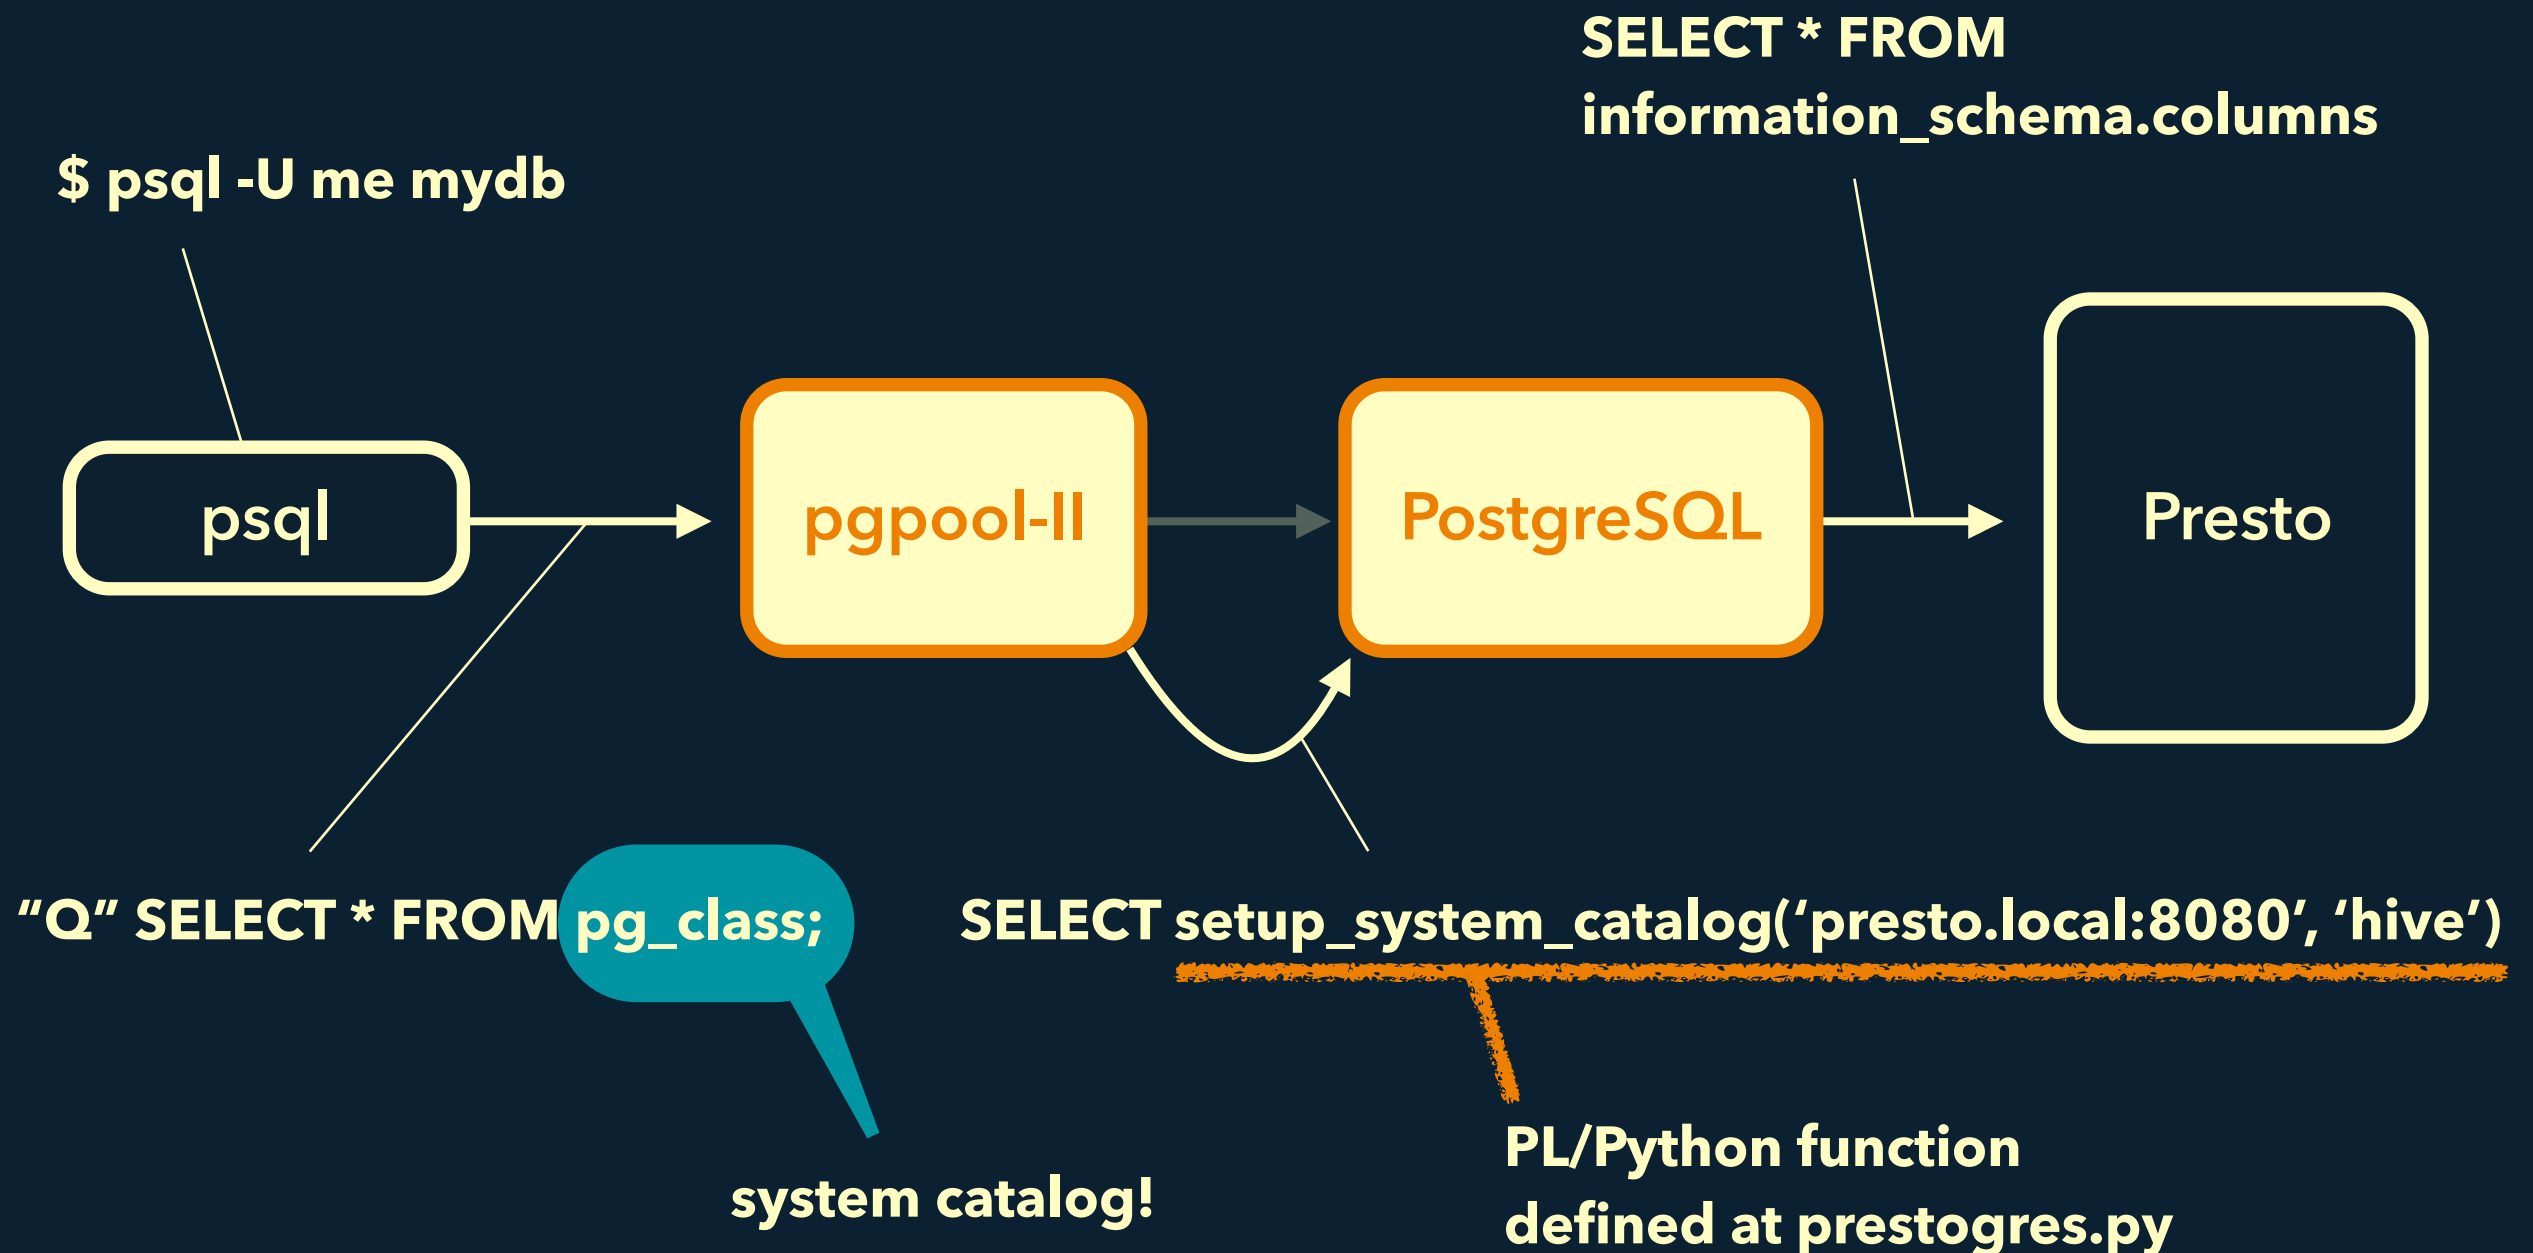 SELECT * FROM
information_schema.columns
$ psql -U me mydb
psql
pgpool-II
PostgreSQL
Presto
“Q” SELECT * FROM pg_class;
SELECT setup_system_catalog(‘presto.local:8080’, ‘hive’)
system catalog!
PL/Python function
defined at prestogres.py